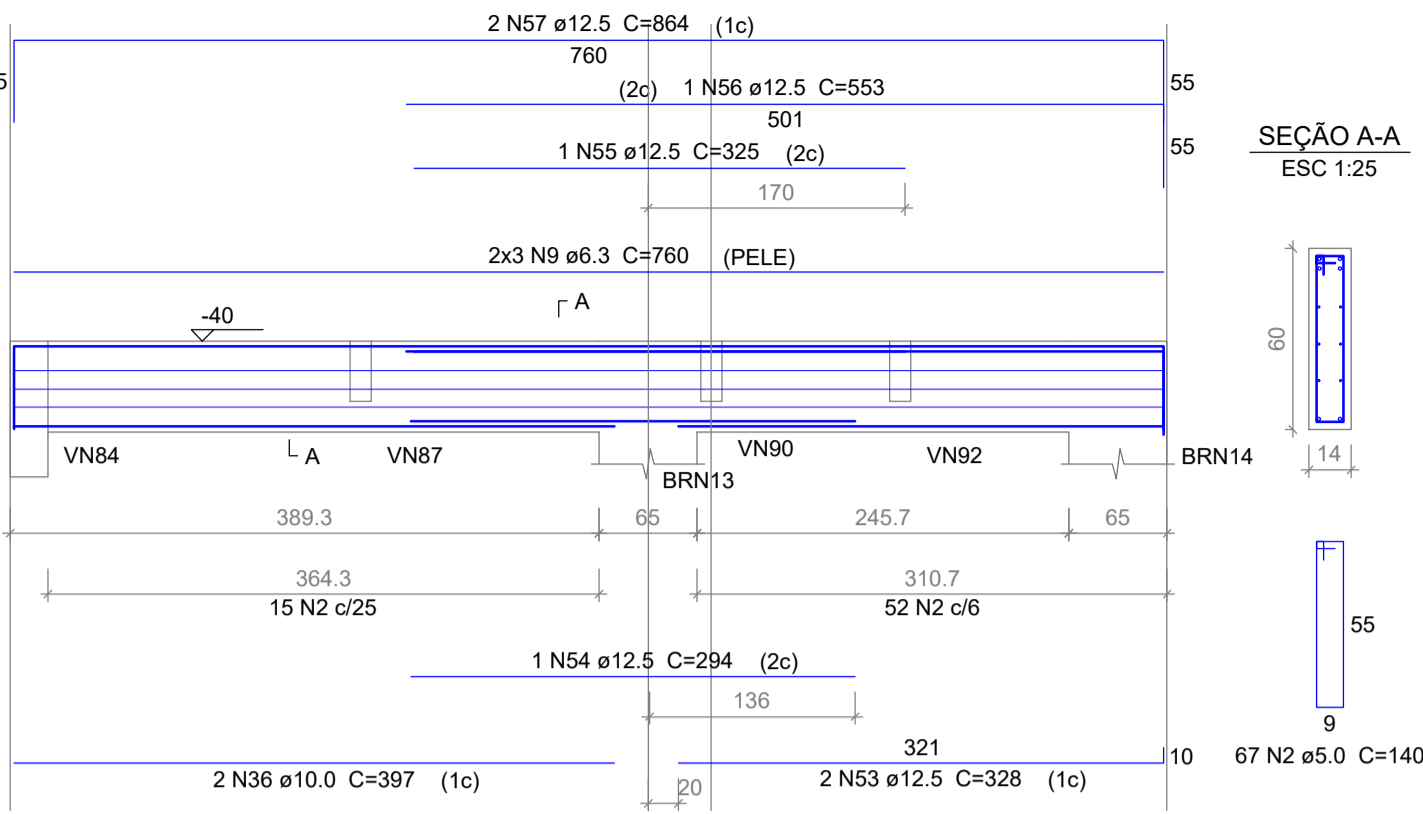 2 N57 ø12.5 C=864 (1c)
760
5
55
(2c) 1 N56 ø12.5 C=553
501
55
1 N55 ø12.5 C=325 (2c)
170
SEÇÃO A-A
ESC 1:25
2x3 N9 ø6.3 C=760 (PELE)
A
-40
60
14
VN84
A
VN87
BRN13
VN90
VN92
BRN14
389.3
65
245.7
65
364.3
15 N2 c/25
310.7
52 N2 c/6
55
9
67 N2 ø5.0 C=140
1 N54 ø12.5 C=294 (2c)
136
2 N36 ø10.0 C=397 (1c)
20
321
10
2 N53 ø12.5 C=328 (1c)